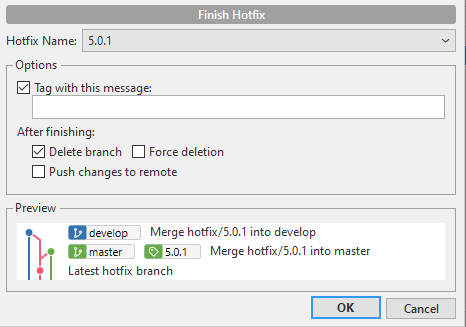 Finish Hotfix
Hotfix Name: 5.0.1
Options
Tag with this message:
After finishing:
Delete branch Force deletion
Push changes to remote
Preview
develop Merge hotfix/5.0.1 into develop
master 5.0.1 Merge hotfix/5.0.1 into master
Latest hotfix branch
OK Cancel